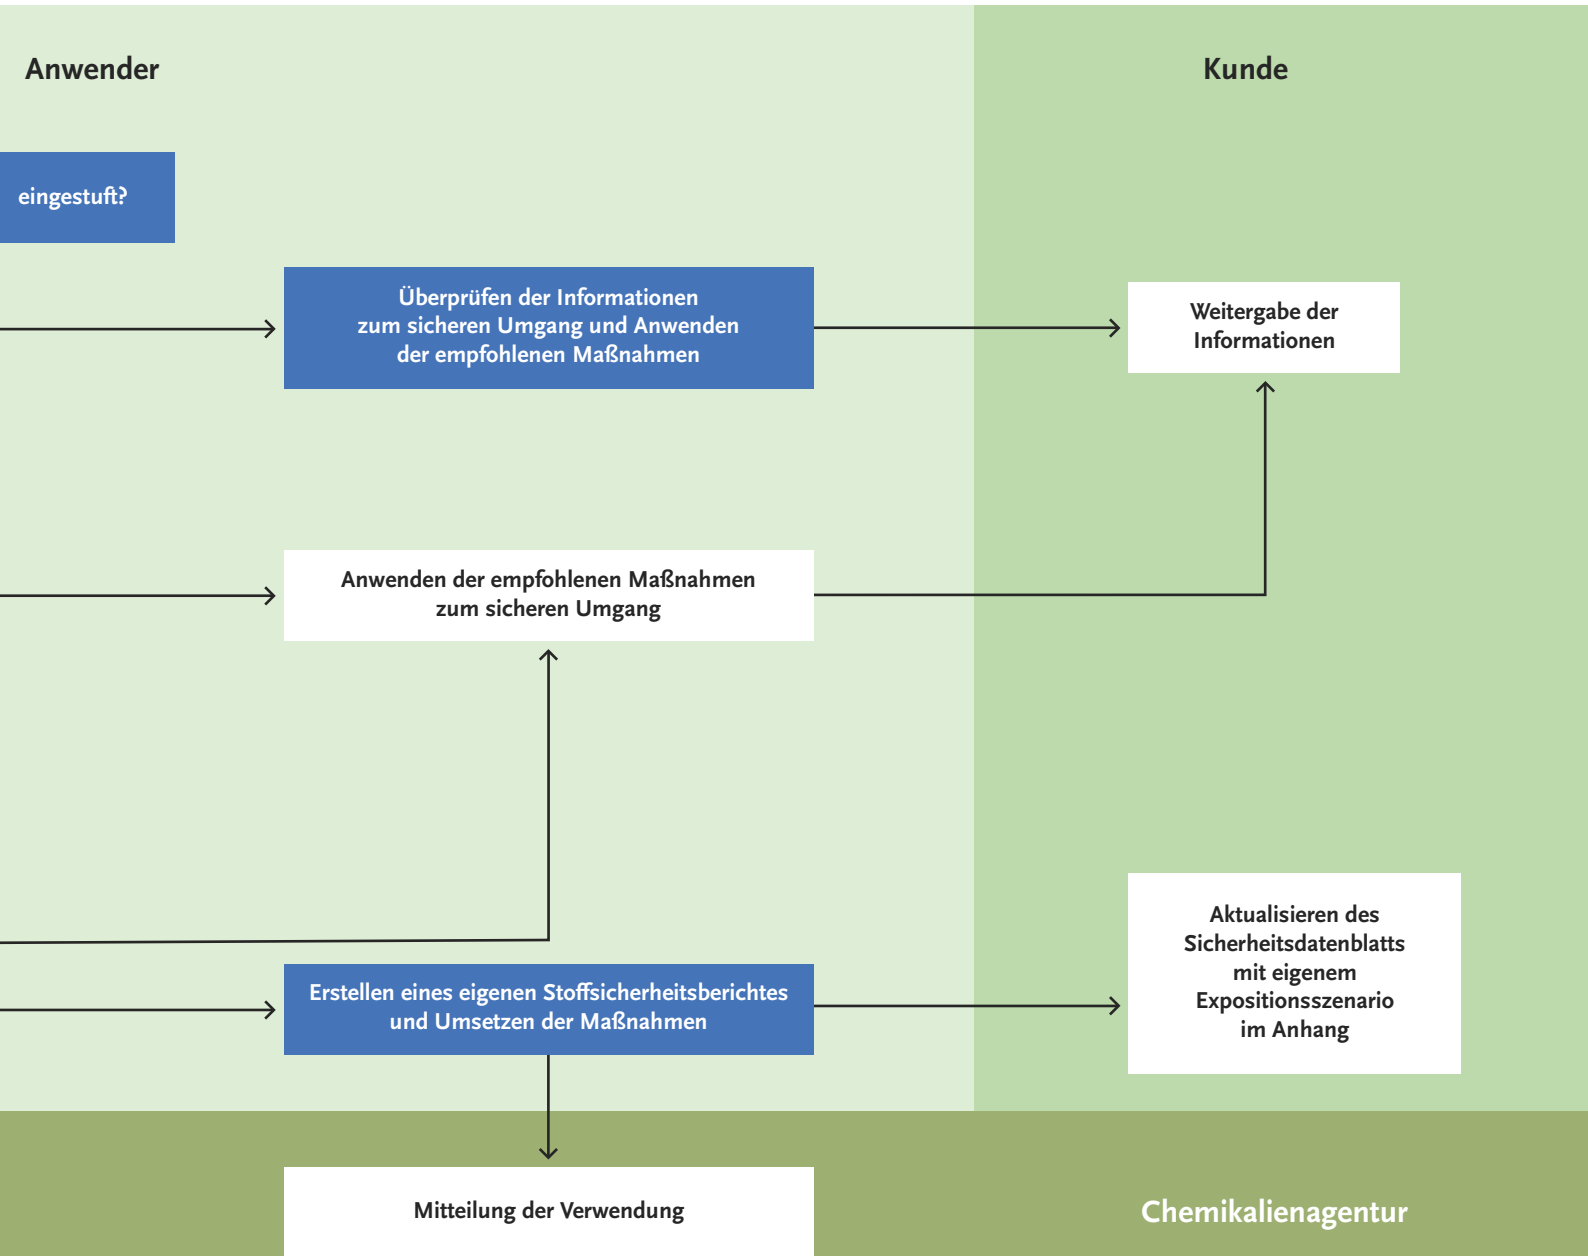 Anwender
Kunde
eingestuft?
Überprüfen der Informationen
zum sicheren Umgang und Anwenden
der empfohlenen Maßnahmen
Weitergabe der
Informationen
Anwenden der empfohlenen Maßnahmen
zum sicheren Umgang
Aktualisieren des
Sicherheitsdatenblatts
mit eigenem
Expositionsszenario
im Anhang
Erstellen eines eigenen Stoffsicherheitsberichtes
und Umsetzen der Maßnahmen
Mitteilung der Verwendung
Chemikalienagentur